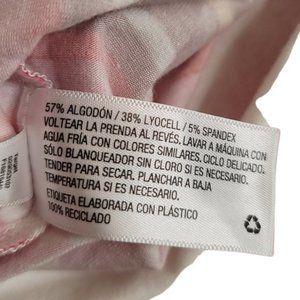 57% ALGODÓN / 38% LYOCELL / 5% SPANDEX
VOLTEAR LA PRENDA AL REVÉS. LAVAR A MÁQUINA CON
AGUA FRÍA CON COLORES SIMILARES, CICLO DELICADO.
SÓLO BLANQUEADOR SIN CLORO SI ES NECESARIO.
TENDER PARA SECAR. PLANCHAR A BAJA
TEMPERATURA SI ES NECESARIO.
ETIQUETA ELABORADA CON PLÁSTICO
100% RECICLADO